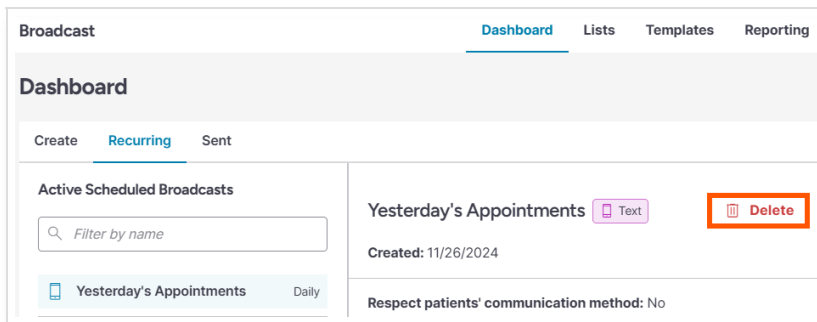 Broadcast
Dashboard Lists Templates Reporting
Dashboard
Create Recurring Sent
Active Scheduled Broadcasts
Filter by name
Yesterday's Appointments Daily
Yesterday's Appointments Text Delete
Created: 11/26/2024
Respect patients' communication method: No